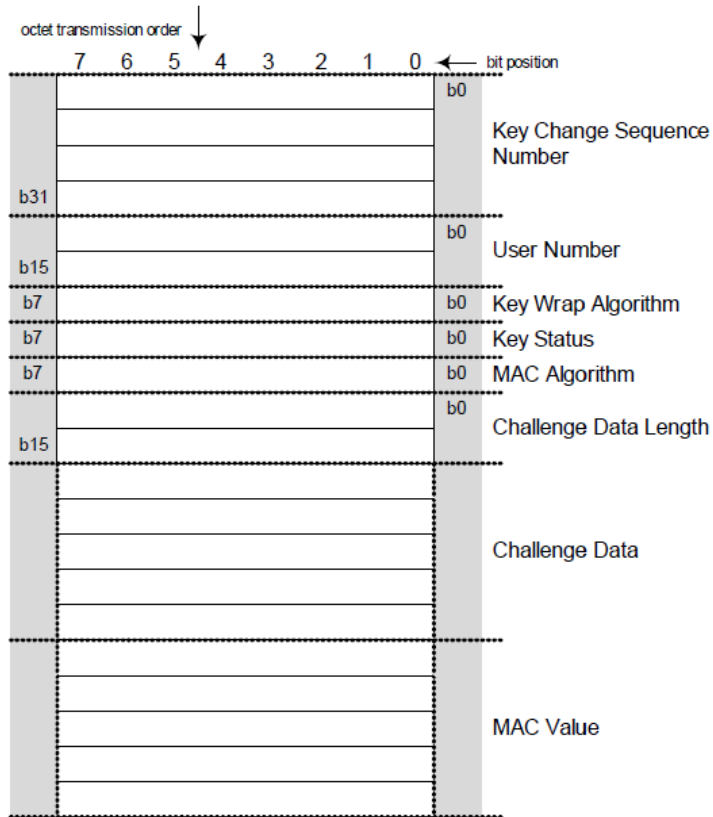 octet transmission order
7 6 5 4 3 2 1 0 bit position
b0
Key Change Sequence
Number
b31
b0
User Number
b15
b7 b0 Key Wrap Algorithm
b7 b0 Key Status
b7 b0 MAC Algorithm
b0
Challenge Data Length
b15
Challenge Data
MAC Value